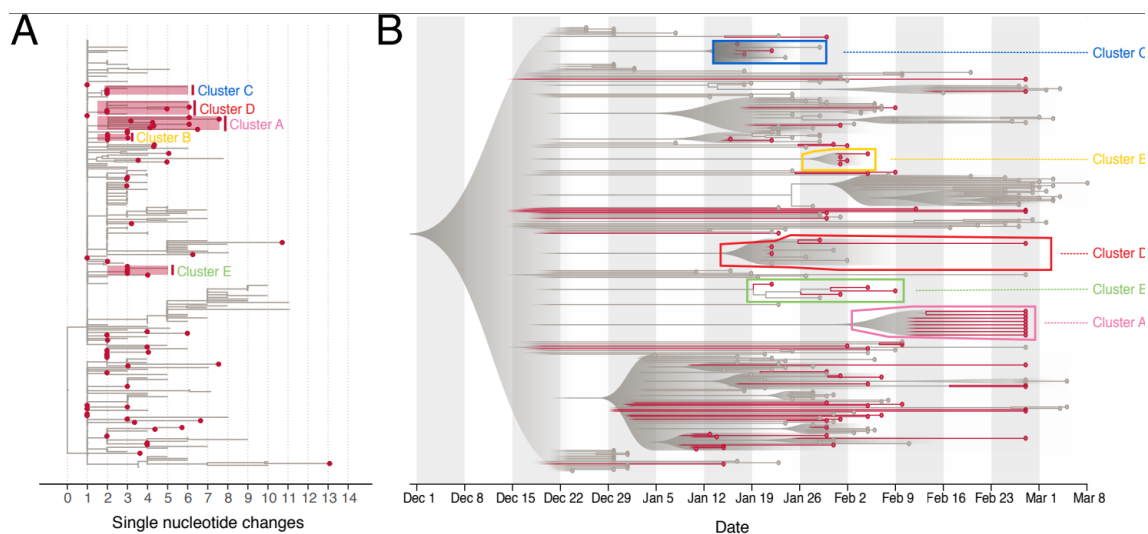 A
B
Cluster C
Cluster D
Cluster A
Cluster B
Cluster E
0 1 2 3 4 5 6 7 8 9 10 11 12 13 14
Single nucleotide changes
Cluster C
Cluster B
Cluster D
Cluster E
Cluster A
Dec 1 Dec 8 Dec 15 Dec 22 Dec 29 Jan 5 Jan 12 Jan 19 Jan 26 Feb 2 Feb 9 Feb 16 Feb 23 Mar 1 Mar 8
Date